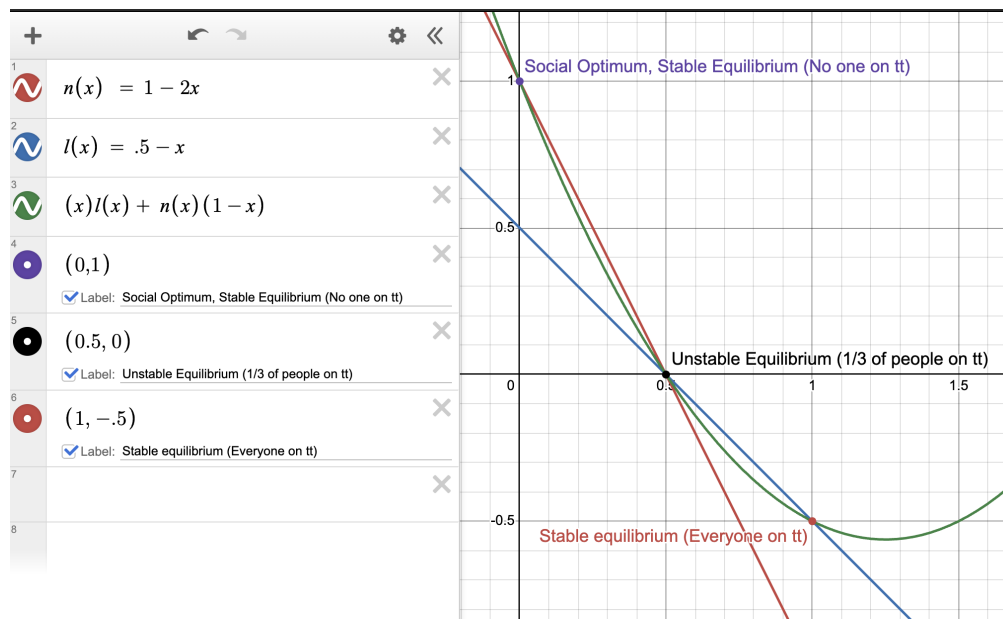 1
n(x) = 1 − 2x
2
l(x) = .5 − x
3
(x)l(x) + n(x)(1 − x)
4
(0,1)
Label: Social Optimum, Stable Equilibrium (No one on tt)
5
(0.5, 0)
Label: Unstable Equilibrium (1/3 of people on tt)
6
(1, −.5)
Label: Stable equilibrium (Everyone on tt)
7
8
Social Optimum, Stable Equilibrium (No one on tt)
1
0.5
Unstable Equilibrium (1/3 of people on tt)
0
0.5
1
1.5
-0.5
Stable equilibrium (Everyone on tt)